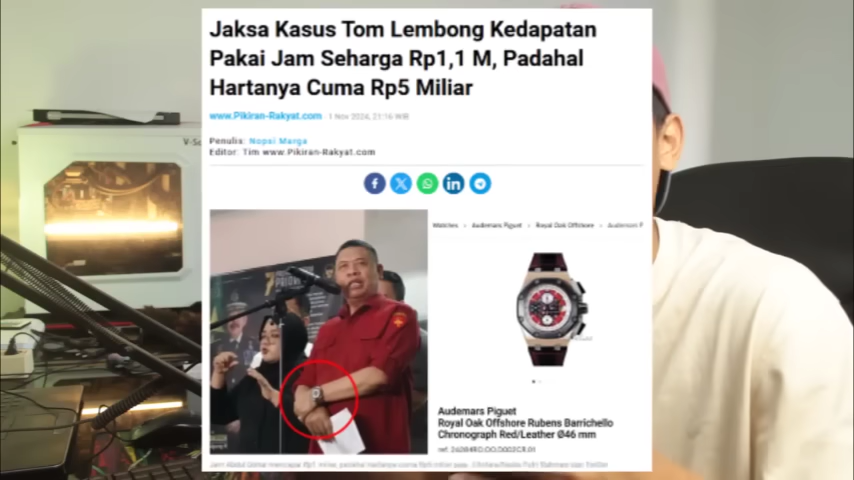 Jaksa Kasus Tom Lembong Kedapatan
Pakai Jam Seharga Rp1,1 M, Padahal
Hartanya Cuma Rp5 Miliar
www.Pikiran-Rakyat.com 1 Nov 2024, 21:16 WIB
Penulis: Nopsi Marga
Editor: Tim www.Pikiran-Rakyat.com
Watches > Audemars Piguet > Royal Oak Offshore > Audemars P
Audemars Piguet
Royal Oak Offshore Rubens Barrichello
Chronograph Red/Leather Ø46 mm